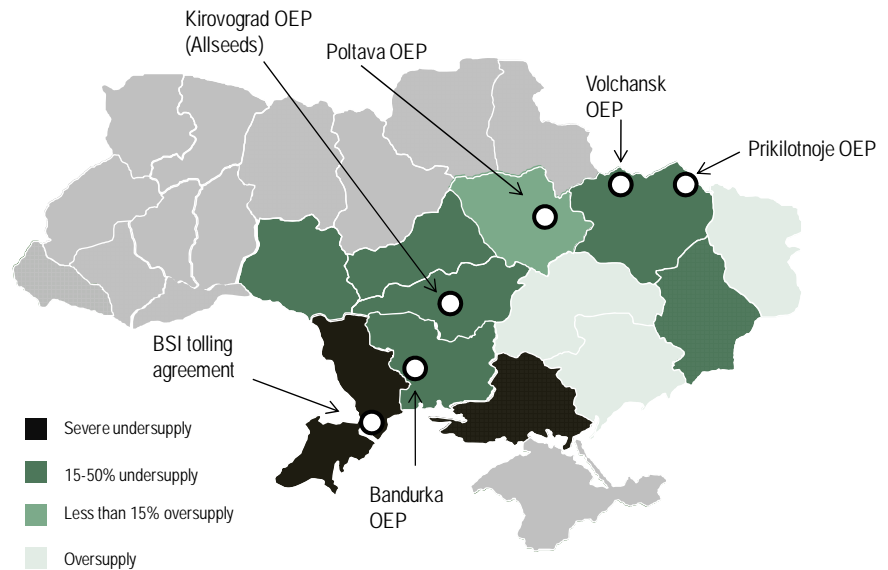 Kirovograd OEP
(Allseeds)
Poltava OEP
Volchansk
OEP
Prikilotnoje OEP
BSI tolling
agreement
Bandurka
OEP
Severe undersupply
15-50% undersupply
Less than 15% oversupply
Oversupply